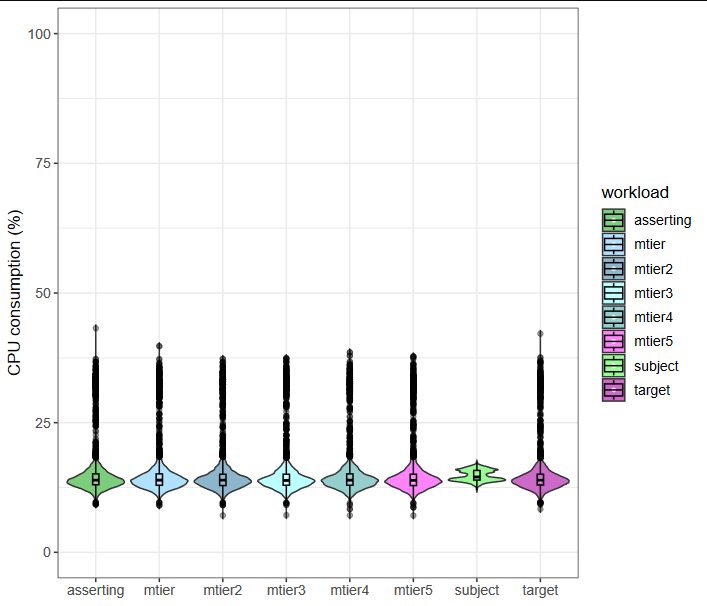 CPU consumption (%)
100
75
50
25
0
asserting mtier mtier2 mtier3 mtier4 mtier5 subject target
workload
asserting
mtier
mtier2
mtier3
mtier4
mtier5
subject
target